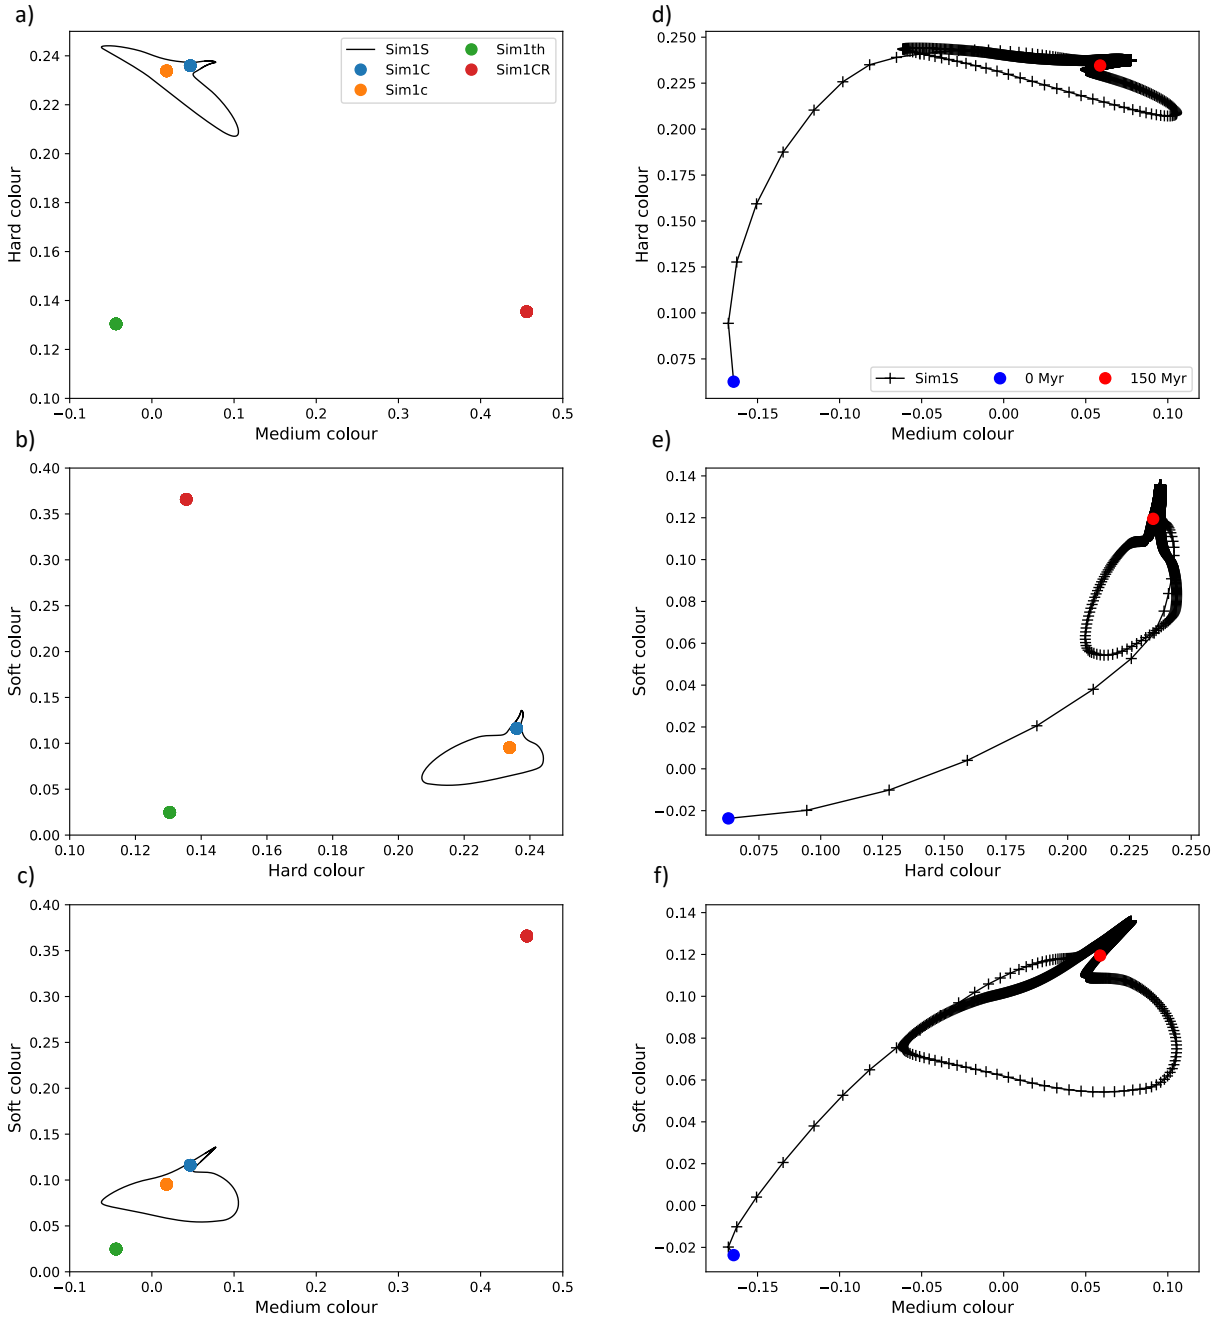 a)
0.24
0.22
0.20
0.18
0.16
0.14
0.12
0.10
Hard colour
−0.1 0.0 0.1 0.2 0.3 0.4 0.5
Medium colour
Sim1S
Sim1C
Sim1c
Sim1th
Sim1CR
d)
0.250
0.225
0.200
0.175
0.150
0.125
0.100
0.075
Hard colour
−0.15 −0.10 −0.05 0.00 0.05 0.10
Medium colour
Sim1S
0 Myr
150 Myr
b)
0.40
0.35
0.30
0.25
0.20
0.15
0.10
0.05
0.00
Soft colour
0.10 0.12 0.14 0.16 0.18 0.20 0.22 0.24
Hard colour
e)
0.14
0.12
0.10
0.08
0.06
0.04
0.02
0.00
−0.02
Soft colour
0.075 0.100 0.125 0.150 0.175 0.200 0.225 0.250
Hard colour
c)
0.40
0.35
0.30
0.25
0.20
0.15
0.10
0.05
0.00
Soft colour
−0.1 0.0 0.1 0.2 0.3 0.4 0.5
Medium colour
f)
0.14
0.12
0.10
0.08
0.06
0.04
0.02
0.00
−0.02
Soft colour
−0.15 −0.10 −0.05 0.00 0.05 0.10
Medium colour